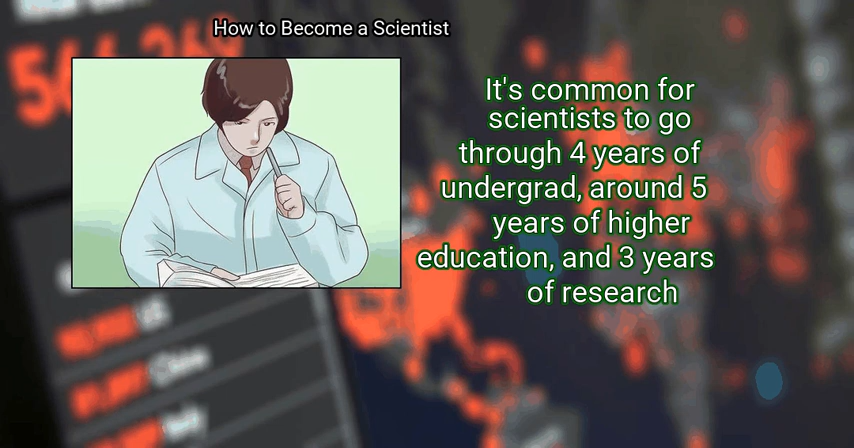 How to Become a Scientist
It's common for
scientists to go
through 4 years of
undergrad, around 5
years of higher
education, and 3 years
of research